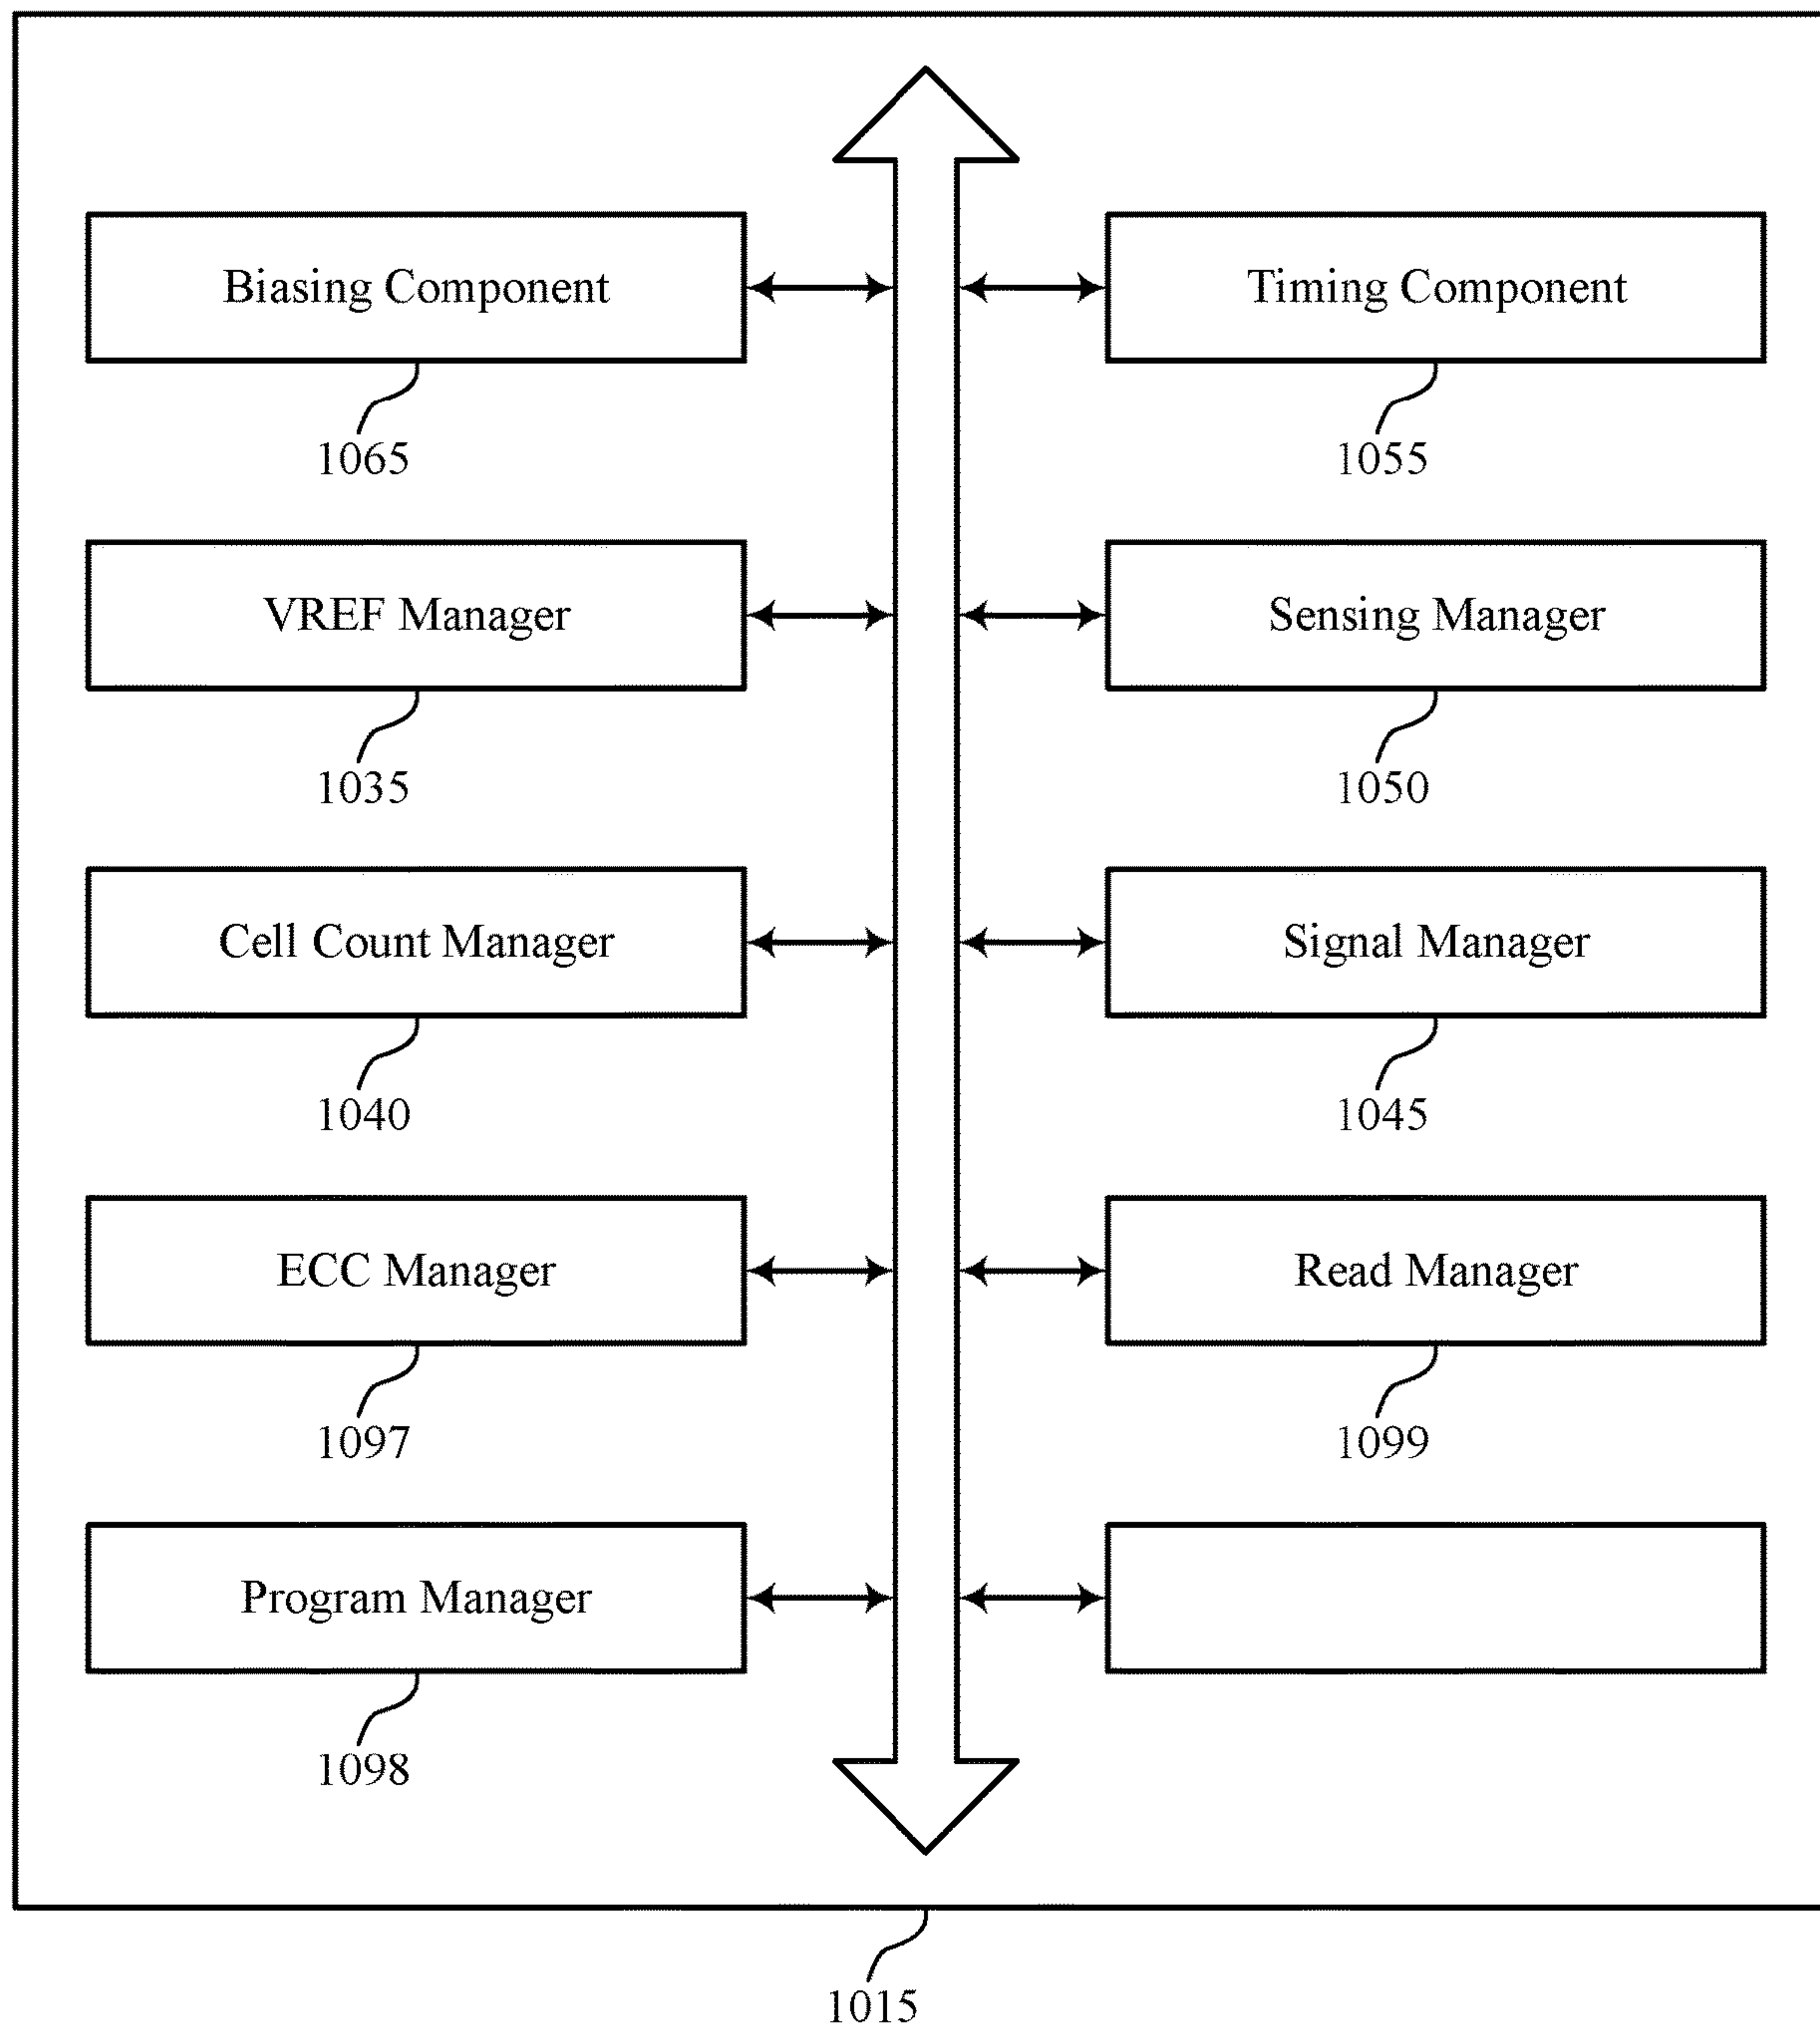 Biasing Component
Timing Component
1065
1055
VREF Manager
Sensing Manager
1035
1050
Cell Count Manager
Signal Manager
1040
1045
ECC Manager
Read Manager
1097
1099
Program Manager
1098
1015